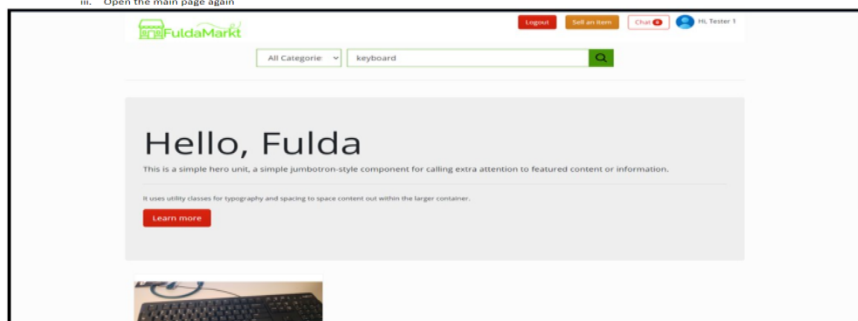 iii. Open the main page again
FuldaMarkt
Logout Sell an item Chat Hi, Tester 1
All Categorie keyboard
Hello, Fulda
This is a simple hero unit, a simple jumbotron-style component for calling extra attention to featured content or information.
It uses utility classes for typography and spacing to space content out within the larger container.
Learn more